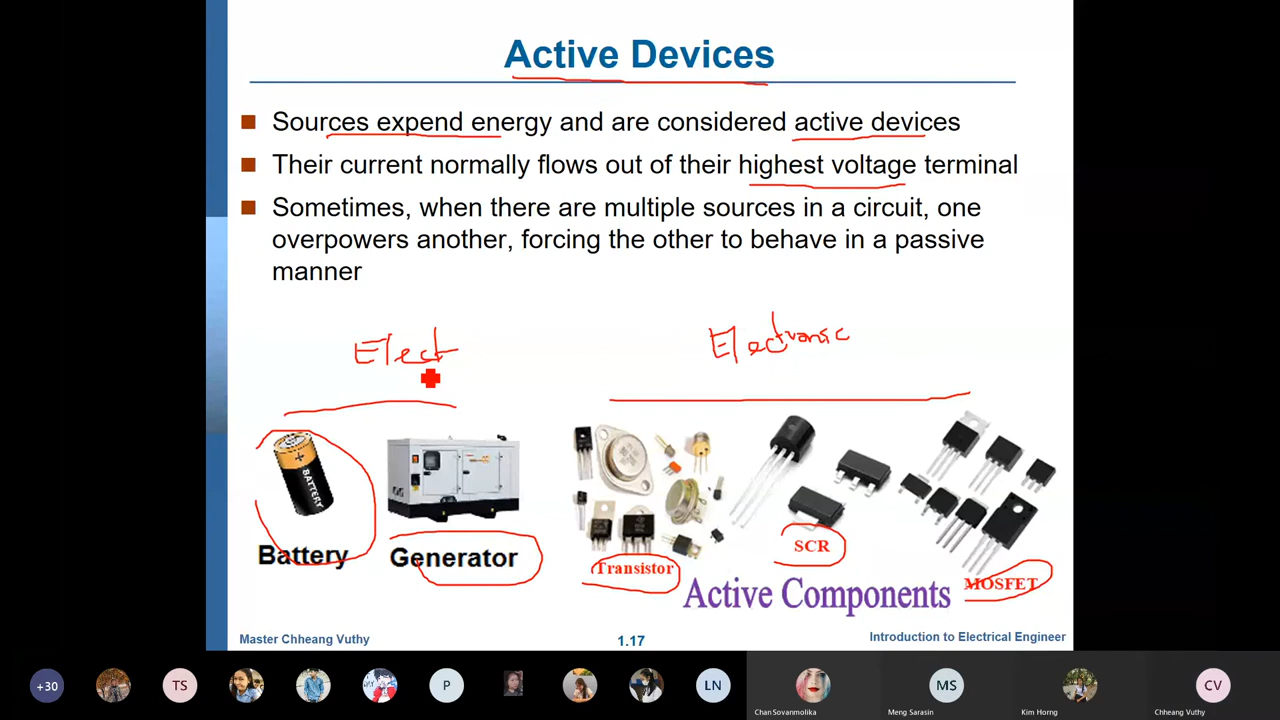 Active Devices
Sources expend energy and are considered active devices
Their current normally flows out of their highest voltage terminal
Sometimes, when there are multiple sources in a circuit, one
overpowers another, forcing the other to behave in a passive
manner
Elect
Electronic
BATTERY
Battery
Generator
Transistor
SCR
MOSFET
Active Components
Master Chheang Vuthy
1.17
Introduction to Electrical Engineer
+30
TS
P
LN
MS
CV
Chan Sovanmolika
Meng Sarasin
Kim Horng
Chheang Vuthy